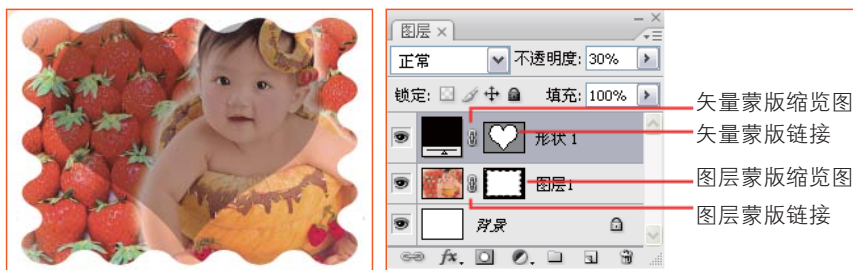 图层 ×
正常 不透明度: 30%
锁定: 填充: 100%
形状 1
图层1
背景
fx.
矢量蒙版缩览图
矢量蒙版链接
图层蒙版缩览图
图层蒙版链接